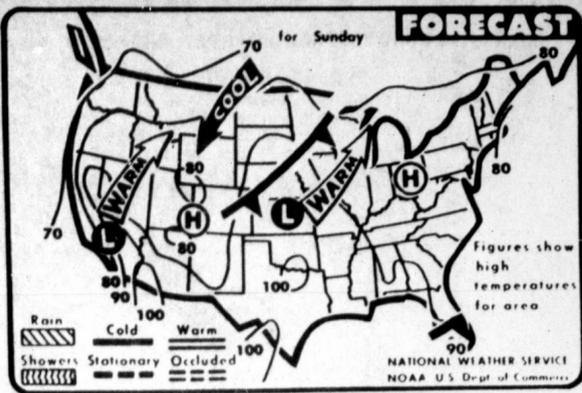 FORECAST
for Sunday
70
80
COOL
80
WARM
WARM
H
80
70
L
H
80
L
Figures show
high
temperatures
for area
80
90
100
100
100
90
Rain
Cold
Warm
Showers
Stationary
Occluded
NATIONAL WEATHER SERVICE
NOAA U S Dept of Commerce